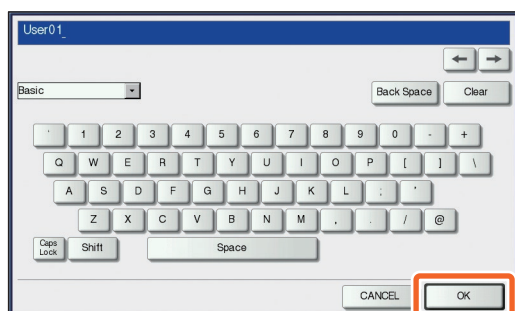 User01_
← →
Basic Back Space Clear
` 1 2 3 4 5 6 7 8 9 0 - +
Q W E R T Y U I O P [ ] \
A S D F G H J K L ; '
Z X C V B N M , . / @
Caps Lock Shift Space
CANCEL OK